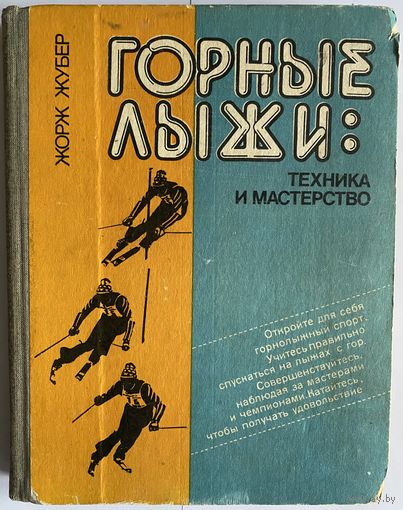 ЖОРЖ ЖУБЕР
ГОРНЫЕ
ЛЫЖИ:
ТЕХНИКА
И МАСТЕРСТВО
Откройте для себя
горнолыжный спорт.
Учитесь правильно
спускаться на лыжах с гор.
Совершенствуйтесь,
наблюдая за мастерами
и чемпионами. Катайтесь,
чтобы получать удовольствие